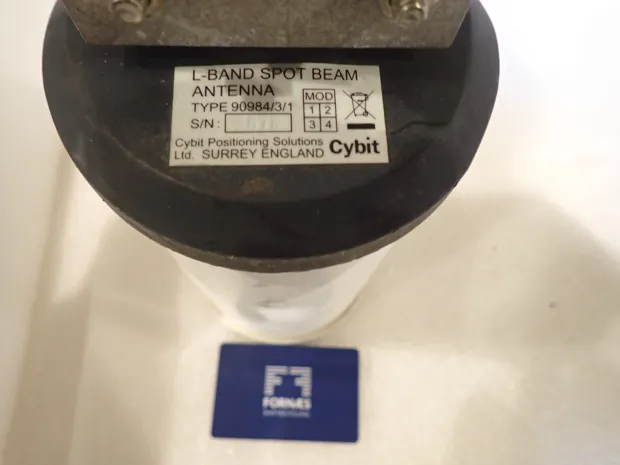 L-BAND SPOT BEAM
ANTENNA
TYPE 90984/3/1
S/N :
MOD
1 2
3 4
Cybit Positioning Solutions
Ltd. SURREY ENGLAND
Cybit
FORNÆS